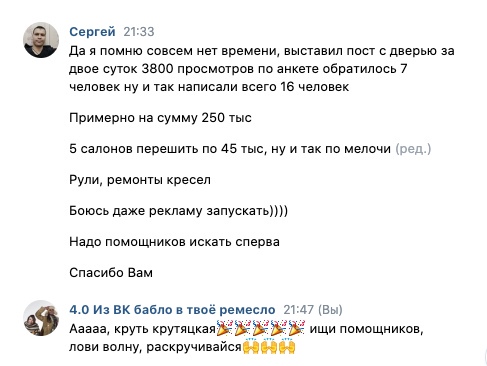 Сергей 21:33
Да я помню совсем нет времени, выставил пост с дверью за
двое суток 3800 просмотров по анкете обратилось 7
человек ну и так написали всего 16 человек
Примерно на сумму 250 тыс
5 салонов перешить по 45 тыс, ну и так по мелочи (ред.)
Рули, ремонты кресел
Боюсь даже рекламу запускать))))
Надо помощников искать сперва
Спасибо Вам
4.0 Из ВК бабло в твоё ремесло 21:47 (Вы)
Ааааа, круть крутяцкая🎉🎉🎉🎉🎉 ищи помощников,
лови волну, раскручивайся🙌🙌🙌